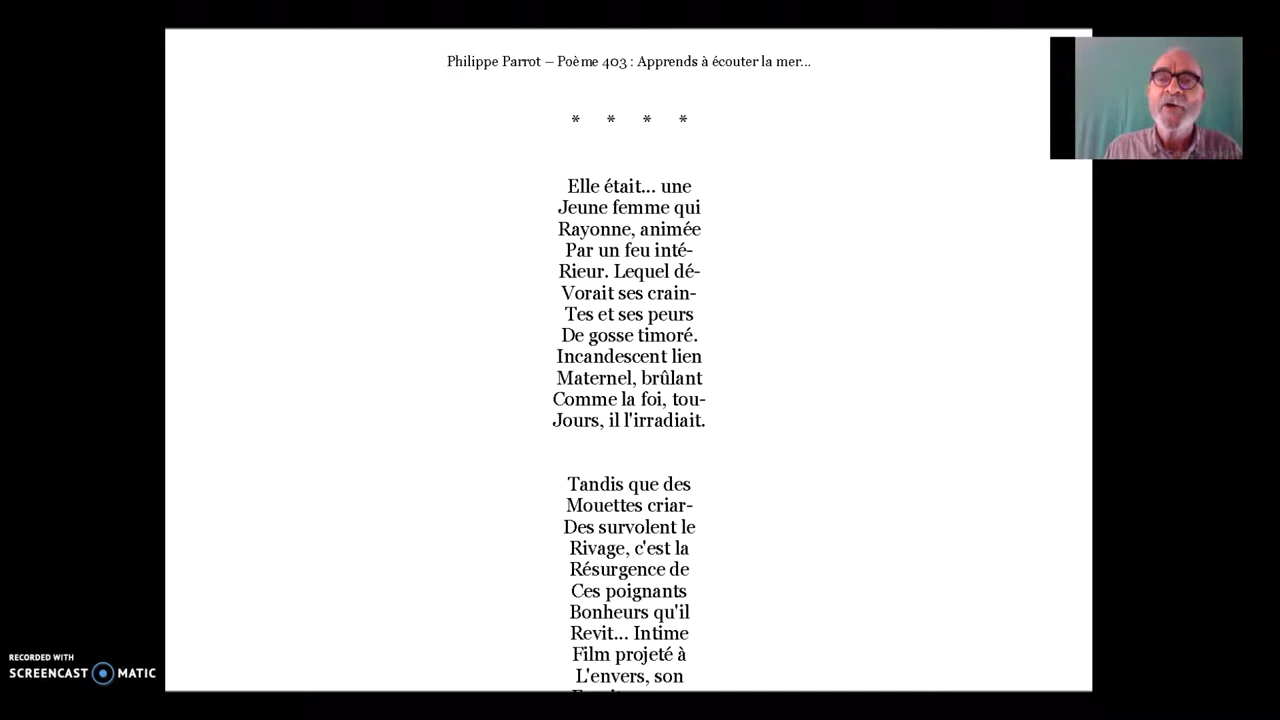 Philippe Parrot – Poème 403 : Apprends à écouter la mer...
* * * *
Elle était... une
Jeune femme qui
Rayonne, animée
Par un feu inté-
Rieur. Lequel dé-
Vorait ses crain-
Tes et ses peurs
De gosse timoré.
Incandescent lien
Maternel, brûlant
Comme la foi, tou-
Jours, il l'irradiait.
Tandis que des
Mouettes criar-
Des survolent le
Rivage, c'est la
Résurgence de
Ces poignants
Bonheurs qu'il
Revit... Intime
Film projeté à
L'envers, son
RECORDED WITH
SCREENCAST MATIC